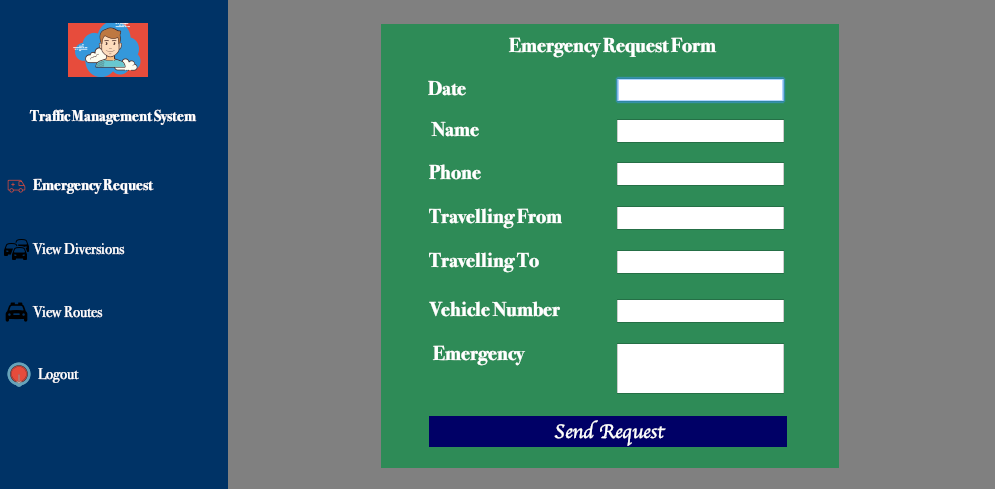 Traffic Management System
Emergency Request
View Diversions
View Routes
Logout
Emergency Request Form
Date
Name
Phone
Travelling From
Travelling To
Vehicle Number
Emergency
Send Request